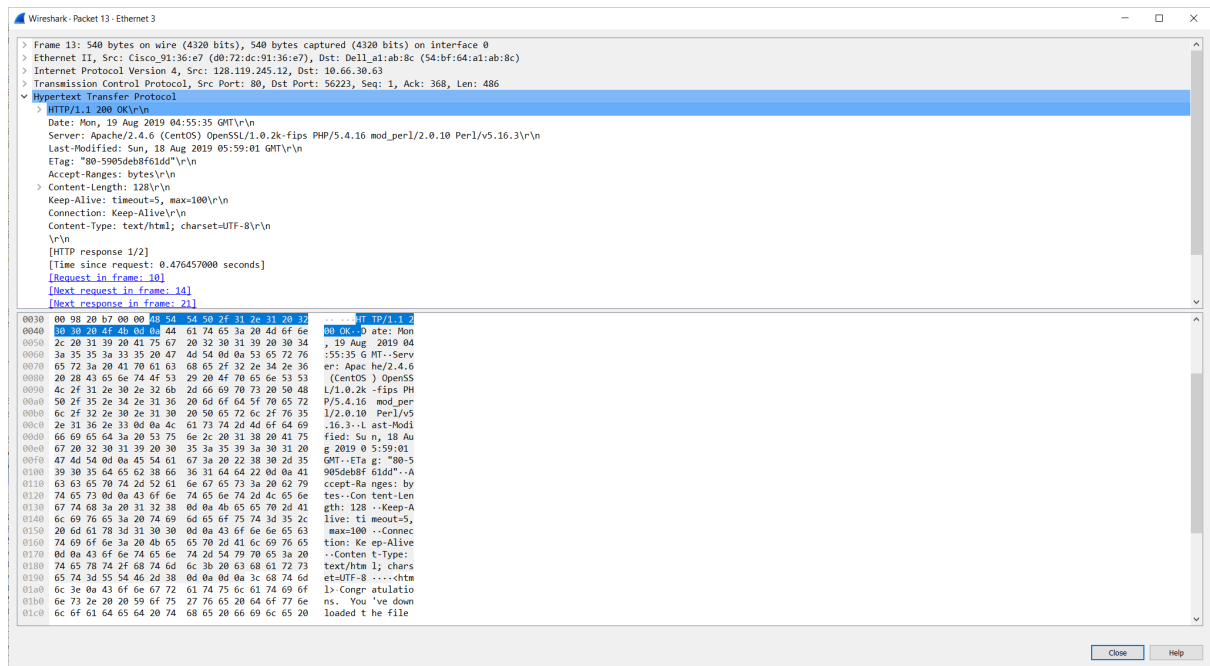 Wireshark · Packet 13 · Ethernet 3
> Frame 13: 540 bytes on wire (4320 bits), 540 bytes captured (4320 bits) on interface 0
> Ethernet II, Src: Cisco_91:36:e7 (d0:72:dc:91:36:e7), Dst: Dell_a1:ab:8c (54:bf:64:a1:ab:8c)
> Internet Protocol Version 4, Src: 128.119.245.12, Dst: 10.66.30.63
> Transmission Control Protocol, Src Port: 80, Dst Port: 56223, Seq: 1, Ack: 368, Len: 486
Hypertext Transfer Protocol
> HTTP/1.1 200 OK\r\n
Date: Mon, 19 Aug 2019 04:55:35 GMT\r\n
Server: Apache/2.4.6 (CentOS) OpenSSL/1.0.2k-fips PHP/5.4.16 mod_perl/2.0.10 Perl/v5.16.3\r\n
Last-Modified: Sun, 18 Aug 2019 05:59:01 GMT\r\n
ETag: "80-5905deb8f61dd"\r\n
Accept-Ranges: bytes\r\n
> Content-Length: 128\r\n
Keep-Alive: timeout=5, max=100\r\n
Connection: Keep-Alive\r\n
Content-Type: text/html; charset=UTF-8\r\n
\r\n
[HTTP response 1/2]
[Time since request: 0.476457000 seconds]
[Request in frame: 10]
[Next request in frame: 14]
[Next response in frame: 21]
0030 00 98 20 b7 00 00 48 54 54 50 2f 31 2e 31 20 32 .. ...HT TP/1.1 2
0040 30 30 20 4f 4b 0d 0a 44 61 74 65 3a 20 4d 6f 6e 00 OK..D ate: Mon
0050 2c 20 31 39 20 41 75 67 20 32 30 31 39 20 30 34 , 19 Aug 2019 04
0060 3a 35 35 3a 33 35 20 47 4d 54 0d 0a 53 65 72 76 :55:35 G MT··Serv
0070 65 72 3a 20 41 70 61 63 68 65 2f 32 2e 34 2e 36 er: Apac he/2.4.6
0080 20 28 43 65 6e 74 4f 53 29 20 4f 70 65 6e 53 53 (CentOS ) OpenSS
0090 4c 2f 31 2e 30 2e 32 6b 2d 66 69 70 73 20 50 48 L/1.0.2k -fips PH
00a0 50 2f 35 2e 34 2e 31 36 20 6d 6f 64 5f 70 65 72 P/5.4.16 mod_per
00b0 6c 2f 32 2e 30 2e 31 30 20 50 65 72 6c 2f 76 35 l/2.0.10 Perl/v5
00c0 2e 31 36 2e 33 0d 0a 4c 61 73 74 2d 4d 6f 64 69 .16.3··L ast-Modi
00d0 66 69 65 64 3a 20 53 75 6e 2c 20 31 38 20 41 75 fied: Su n, 18 Au
00e0 67 20 32 30 31 39 20 30 35 3a 35 39 3a 30 31 20 g 2019 0 5:59:01
00f0 47 4d 54 0d 0a 45 54 61 67 3a 20 22 38 30 2d 35 GMT··ETa g: "80-5
0100 39 30 35 64 65 62 38 66 36 31 64 64 22 0d 0a 41 905deb8f 61dd"··A
0110 63 63 65 70 74 2d 52 61 6e 67 65 73 3a 20 62 79 ccept-Ra nges: by
0120 74 65 73 0d 0a 43 6f 6e 74 65 6e 74 2d 4c 65 6e tes··Con tent-Len
0130 67 74 68 3a 20 31 32 38 0d 0a 4b 65 65 70 2d 41 gth: 128 ··Keep-A
0140 6c 69 76 65 3a 20 74 69 6d 65 6f 75 74 3d 35 2c live: ti meout=5,
0150 20 6d 61 78 3d 31 30 30 0d 0a 43 6f 6e 6e 65 63 max=100 ··Connec
0160 74 69 6f 6e 3a 20 4b 65 65 70 2d 41 6c 69 76 65 tion: Ke ep-Alive
0170 0d 0a 43 6f 6e 74 65 6e 74 2d 54 79 70 65 3a 20 ··Conten t-Type:
0180 74 65 78 74 2f 68 74 6d 6c 3b 20 63 68 61 72 73 text/htm l; chars
0190 65 74 3d 55 54 46 2d 38 0d 0a 0d 0a 3c 68 74 6d et=UTF-8 ····<htm
01a0 6c 3e 0a 43 6f 6e 67 72 61 74 75 6c 61 74 69 6f l>·Congr atulatio
01b0 6e 73 2e 20 20 59 6f 75 27 76 65 20 64 6f 77 6e ns. You 've down
01c0 6c 6f 61 64 65 64 20 74 68 65 20 66 69 6c 65 20 loaded t he file
Close Help